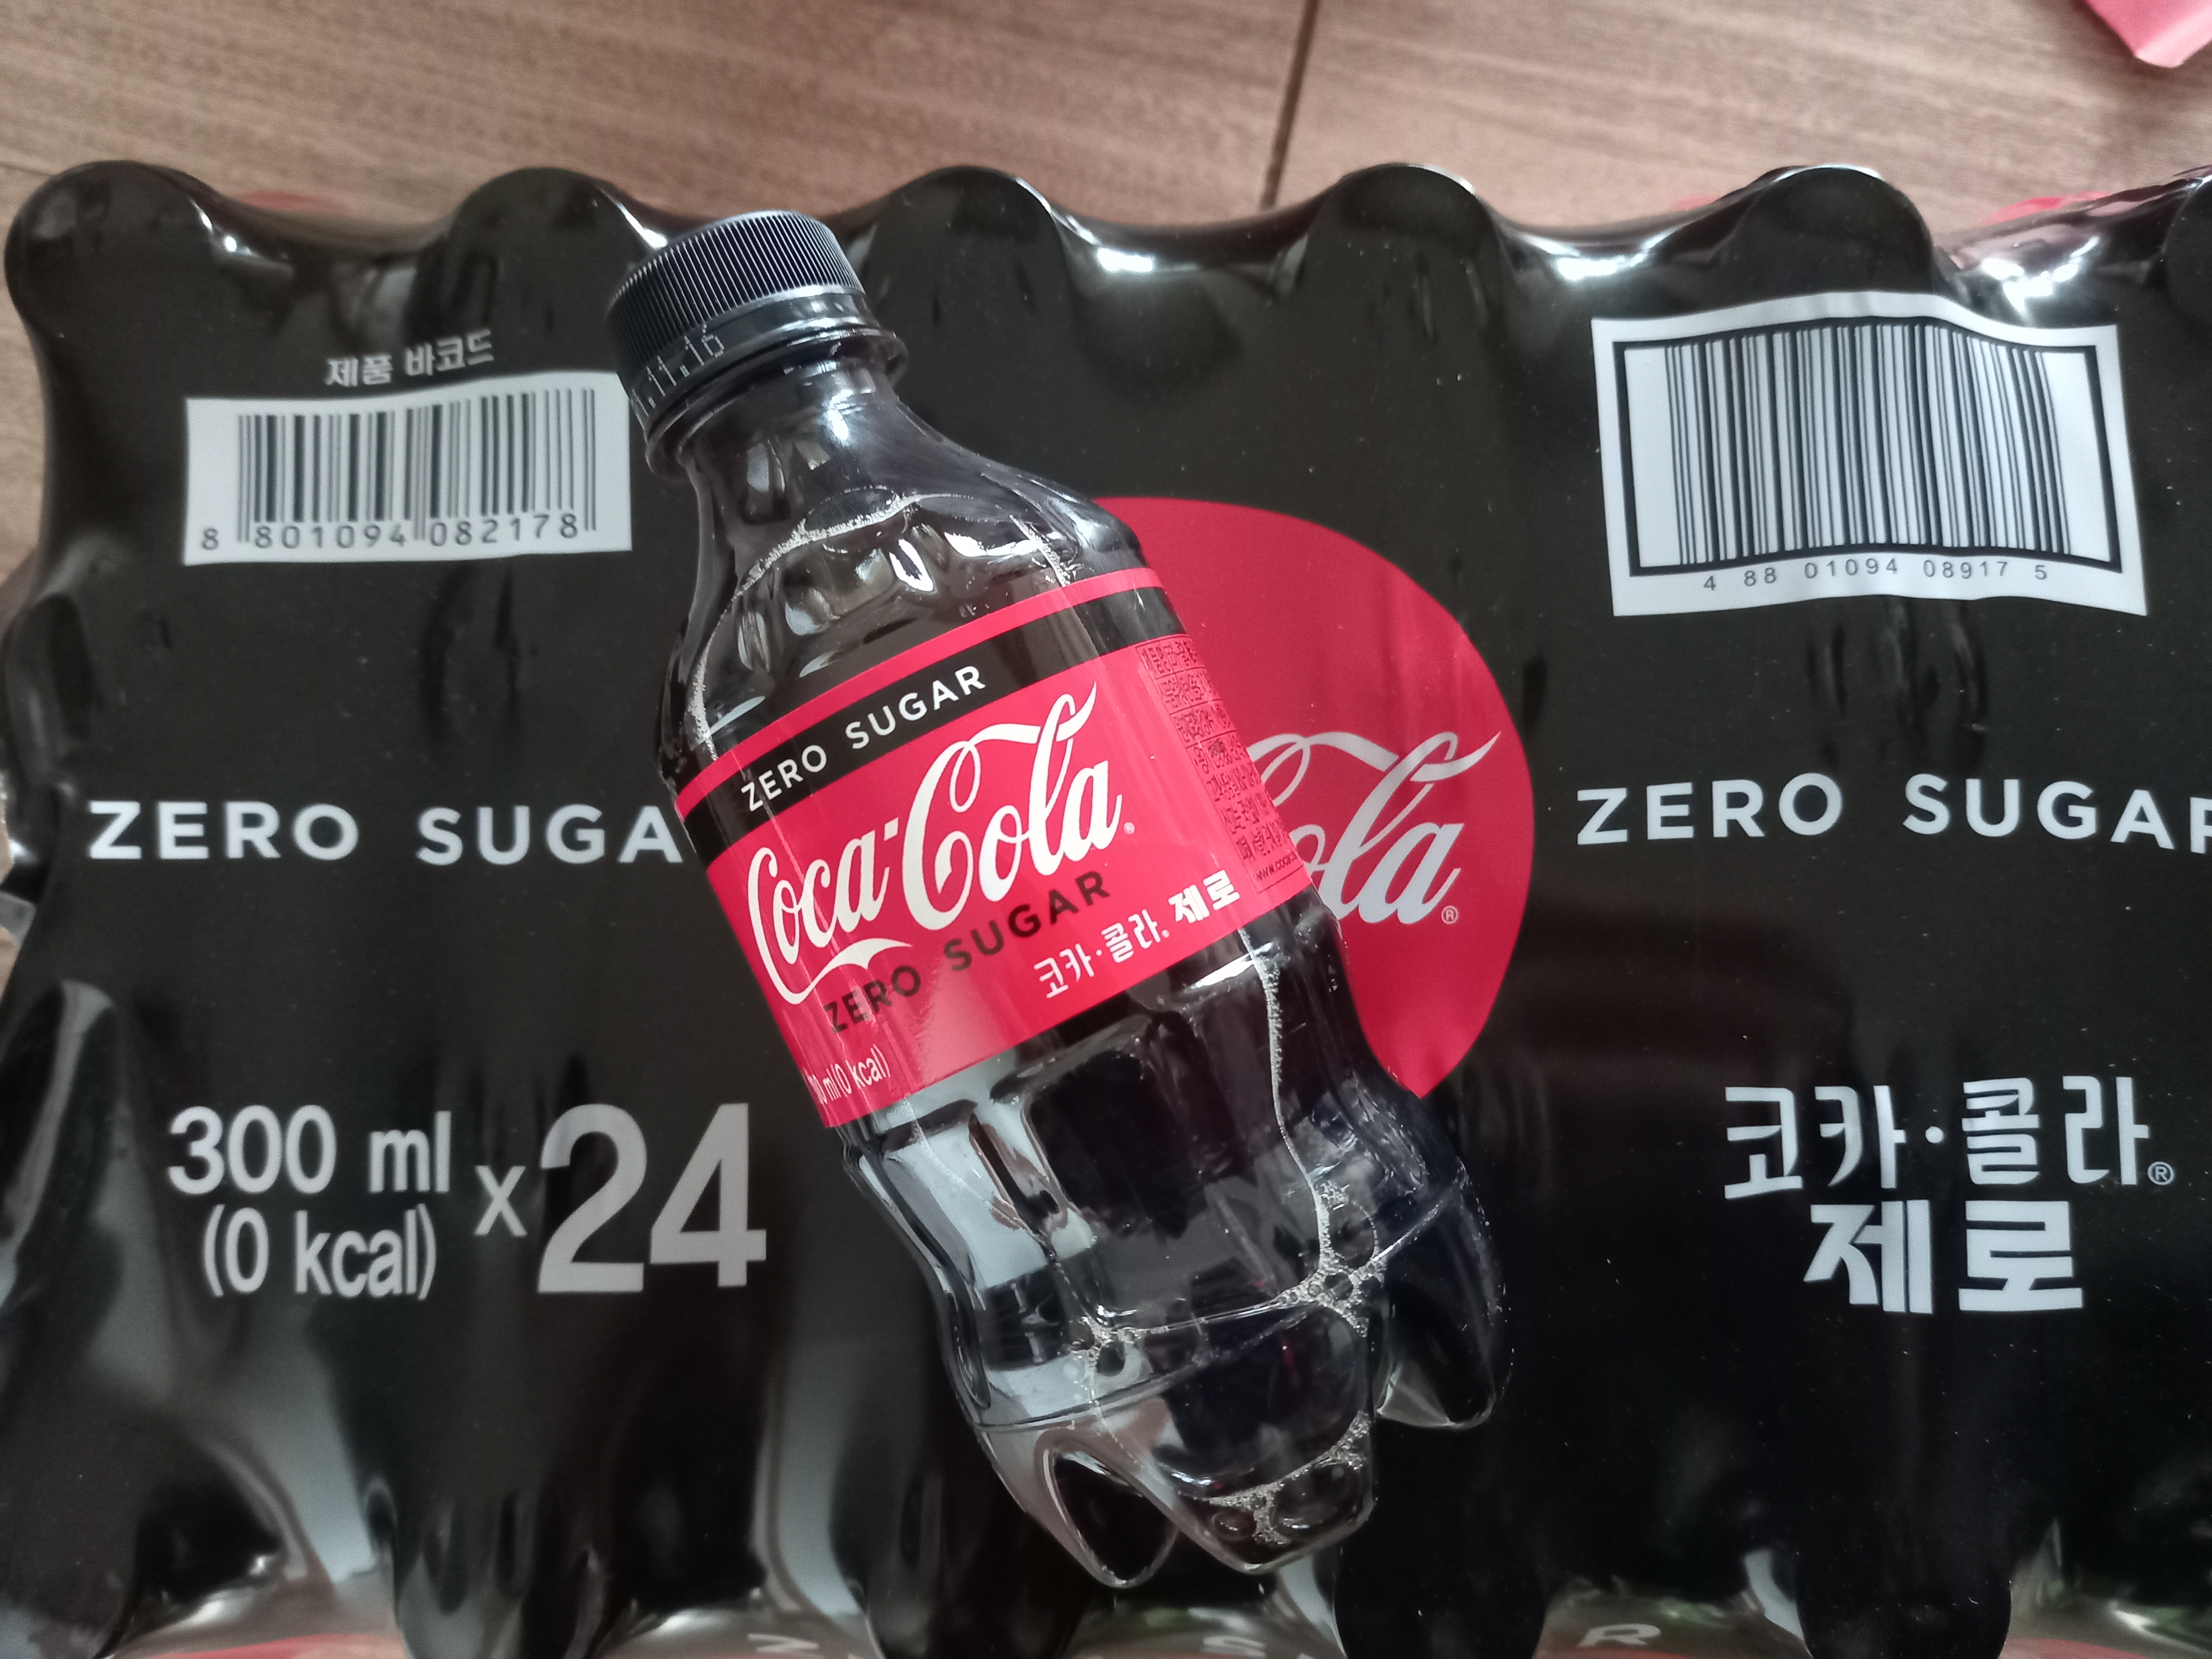 제품 바코드
8 801094 082178
4 88 01094 08917 5
.11.16
ZERO SUGAR
Coca-Cola
ZERO SUGAR
코카·콜라® 제로
ml(0 kcal)
ZERO SUGA
Cola®
ZERO SUGAR
300 ml
(0 kcal)
x24
코카·콜라®
제로